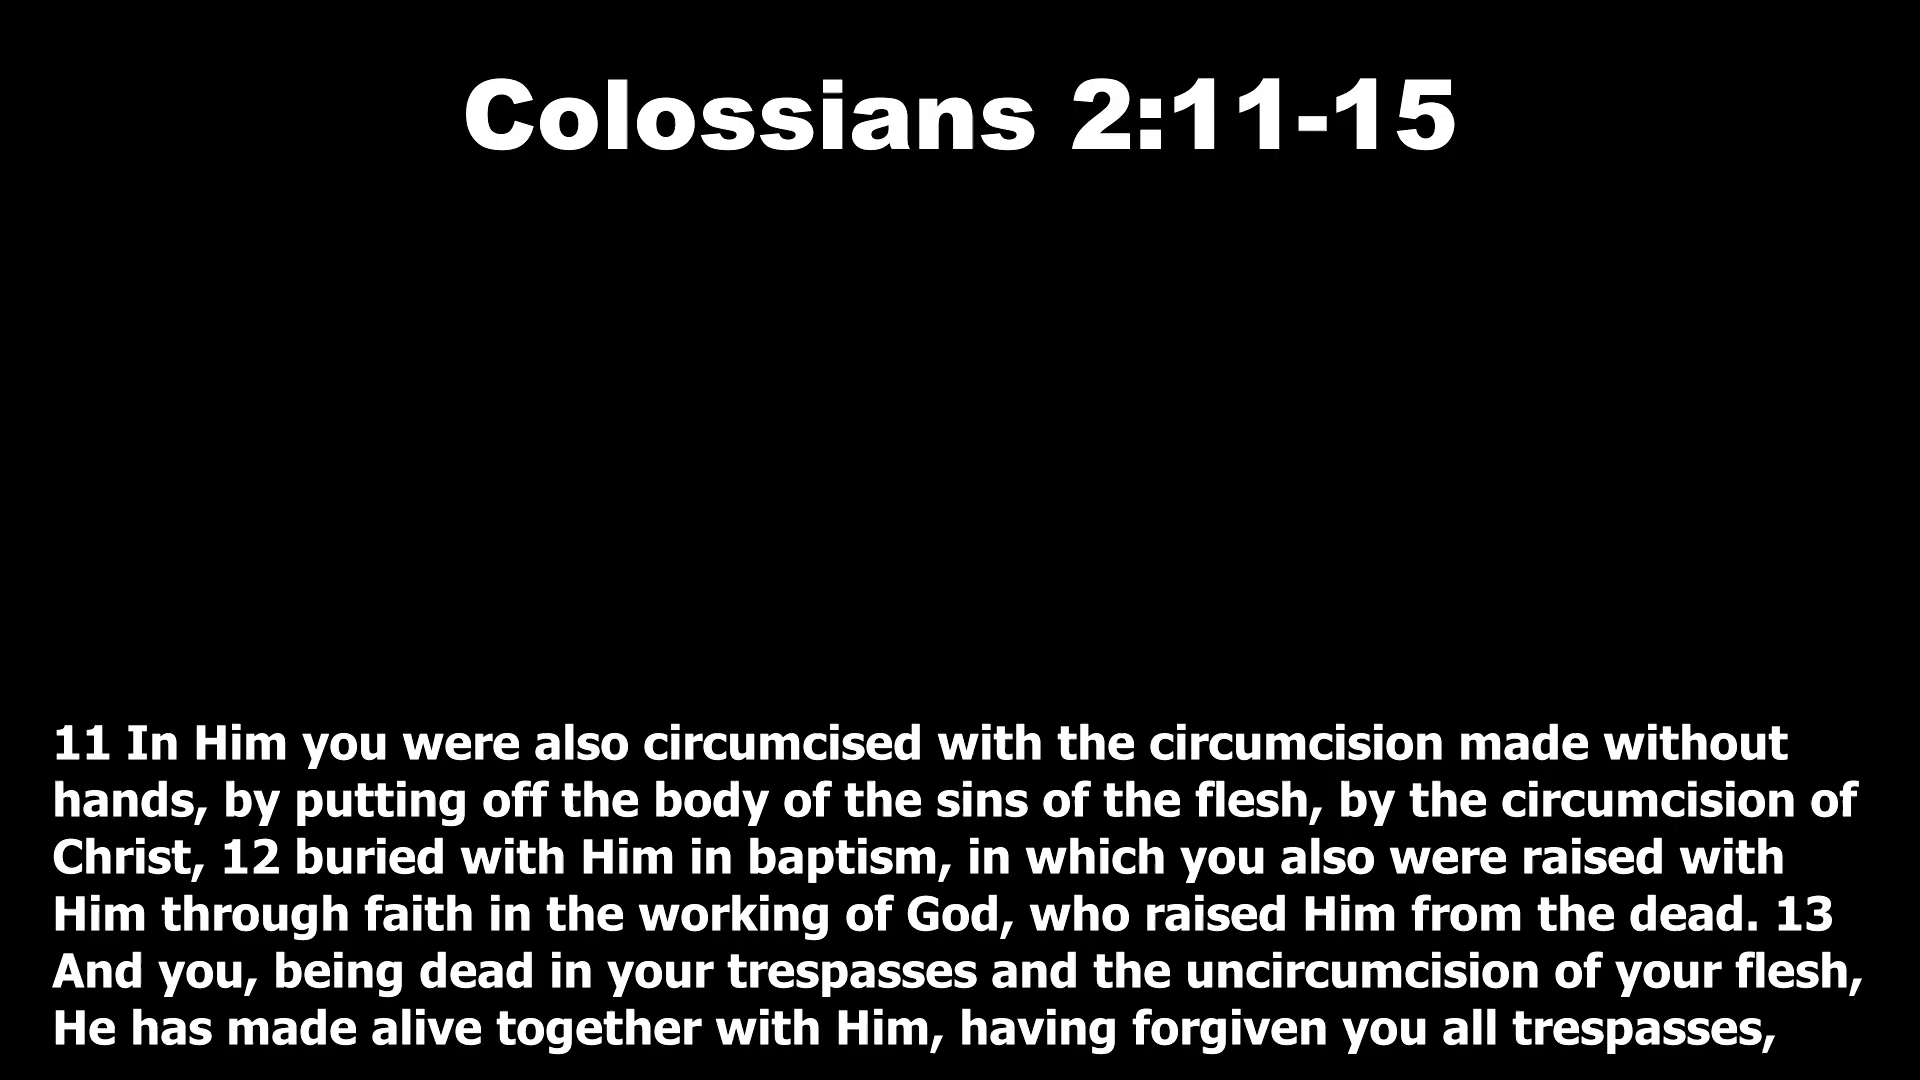 Colossians 2:11-15
11 In Him you were also circumcised with the circumcision made without
hands, by putting off the body of the sins of the flesh, by the circumcision of
Christ, 12 buried with Him in baptism, in which you also were raised with
Him through faith in the working of God, who raised Him from the dead. 13
And you, being dead in your trespasses and the uncircumcision of your flesh,
He has made alive together with Him, having forgiven you all trespasses,